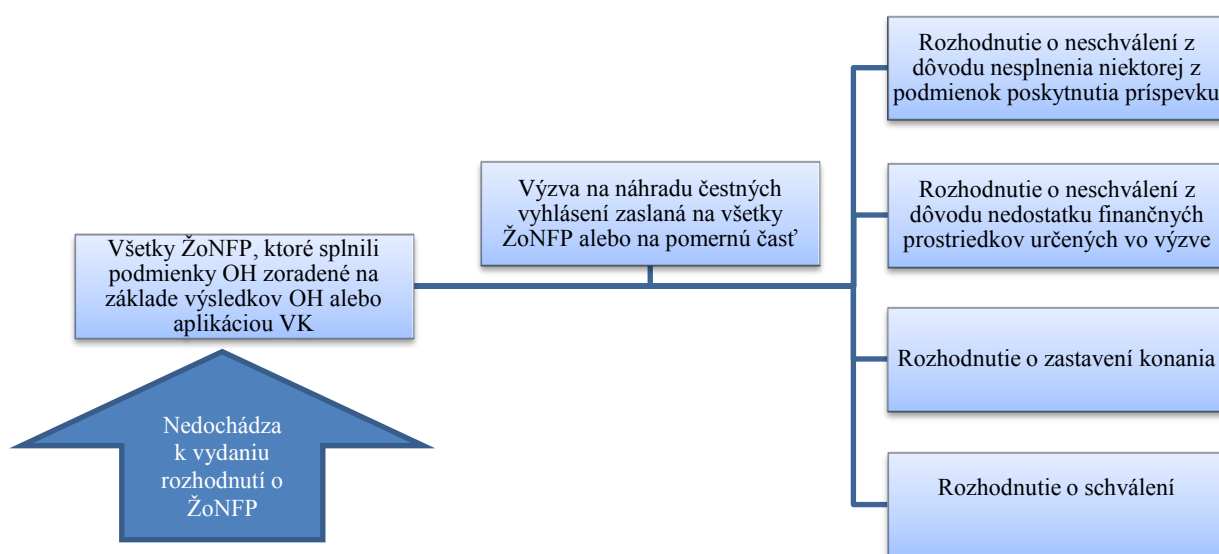 Všetky ŽoNFP, ktoré splnili
podmienky OH zoradené na
základe výsledkov OH alebo
aplikáciou VK
Nedochádza
k vydaniu
rozhodnutí o
ŽoNFP
Výzva na náhradu čestných
vyhlásení zaslaná na všetky
ŽoNFP alebo na pomernú časť
Rozhodnutie o neschválení z
dôvodu nesplnenia niektorej z
podmienok poskytnutia príspevku
Rozhodnutie o neschválení z
dôvodu nedostatku finančných
prostriedkov určených vo výzve
Rozhodnutie o zastavení konania
Rozhodnutie o schválení